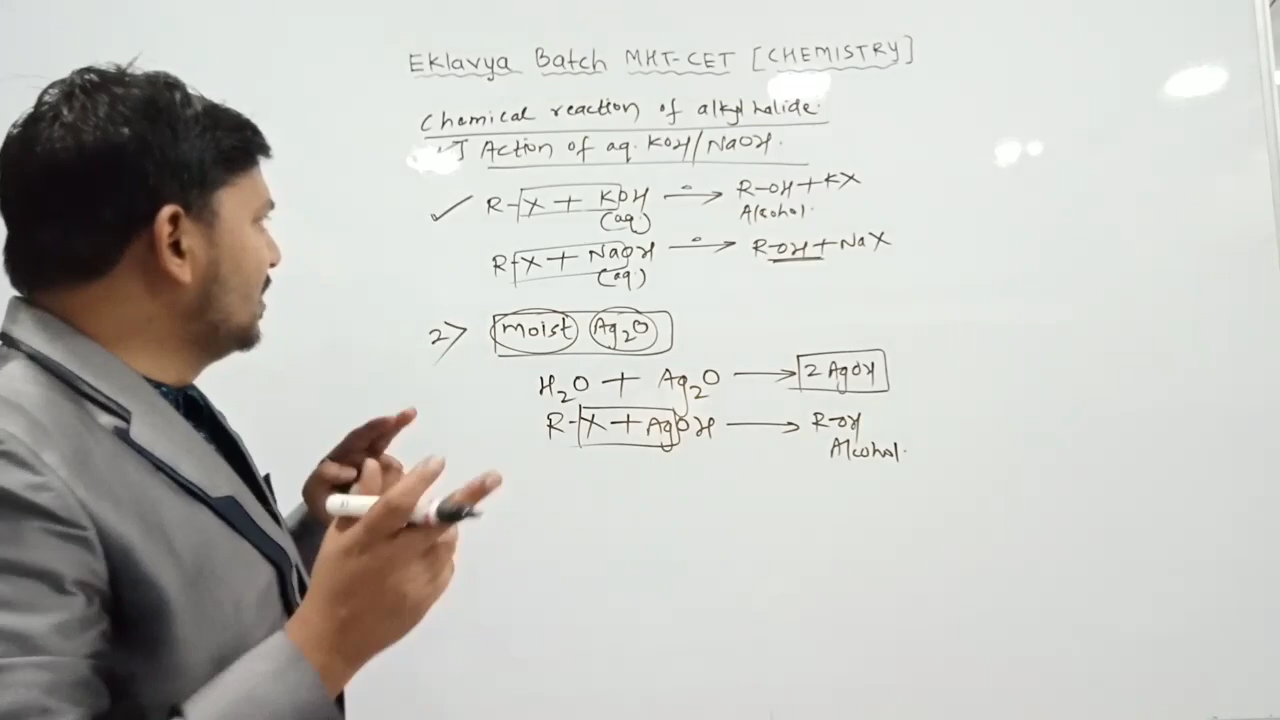 Eklavya Batch MHT-CET [CHEMISTRY]
Chemical reaction of alkyl halide.
1] Action of aq. KOH/NaOH.
R-X + KOH → R-OH + KX
(aq) Alcohol.
R-X + NaOH → R-OH + NaX
(aq.)
2> moist Ag2O
H2O + Ag2O → 2AgOH
R-X + AgOH → R-OH
Alcohol.